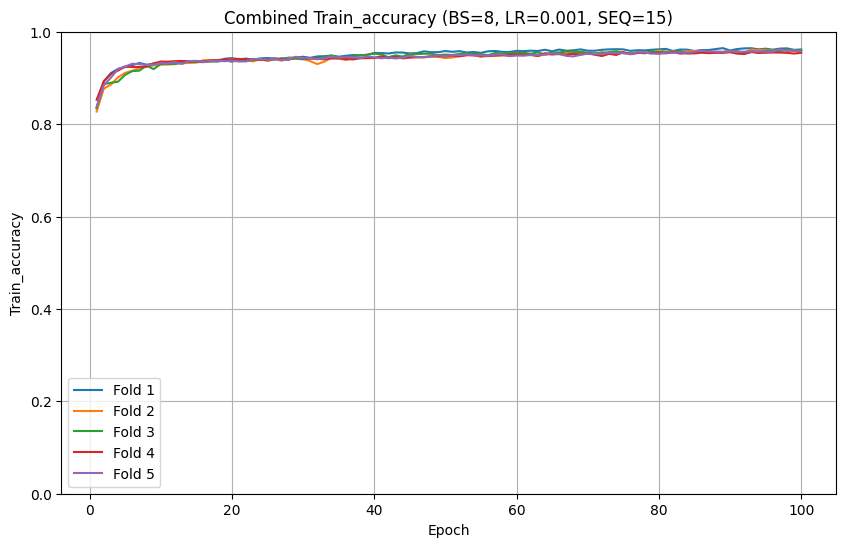 Combined Train_accuracy (BS=8, LR=0.001, SEQ=15)
Train_accuracy
1.0
0.8
0.6
0.4
0.2
0.0
Fold 1
Fold 2
Fold 3
Fold 4
Fold 5
0 20 40 60 80 100
Epoch